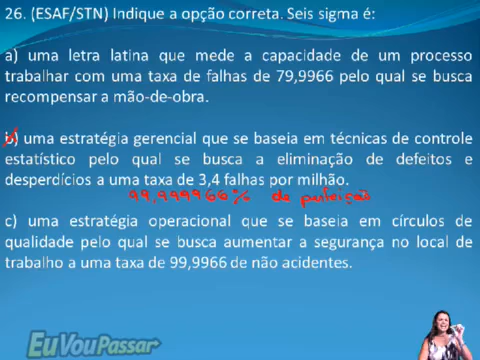 26. (ESAF/STN) Indique a opção correta. Seis sigma é:
a) uma letra latina que mede a capacidade de um processo
trabalhar com uma taxa de falhas de 79,9966 pelo qual se busca
recompensar a mão-de-obra.
b) uma estratégia gerencial que se baseia em técnicas de controle
estatístico pelo qual se busca a eliminação de defeitos e
desperdícios a uma taxa de 3,4 falhas por milhão.
99,999966% de perfeição
c) uma estratégia operacional que se baseia em círculos de
qualidade pelo qual se busca aumentar a segurança no local de
trabalho a uma taxa de 99,9966 de não acidentes.
EuVouPassar